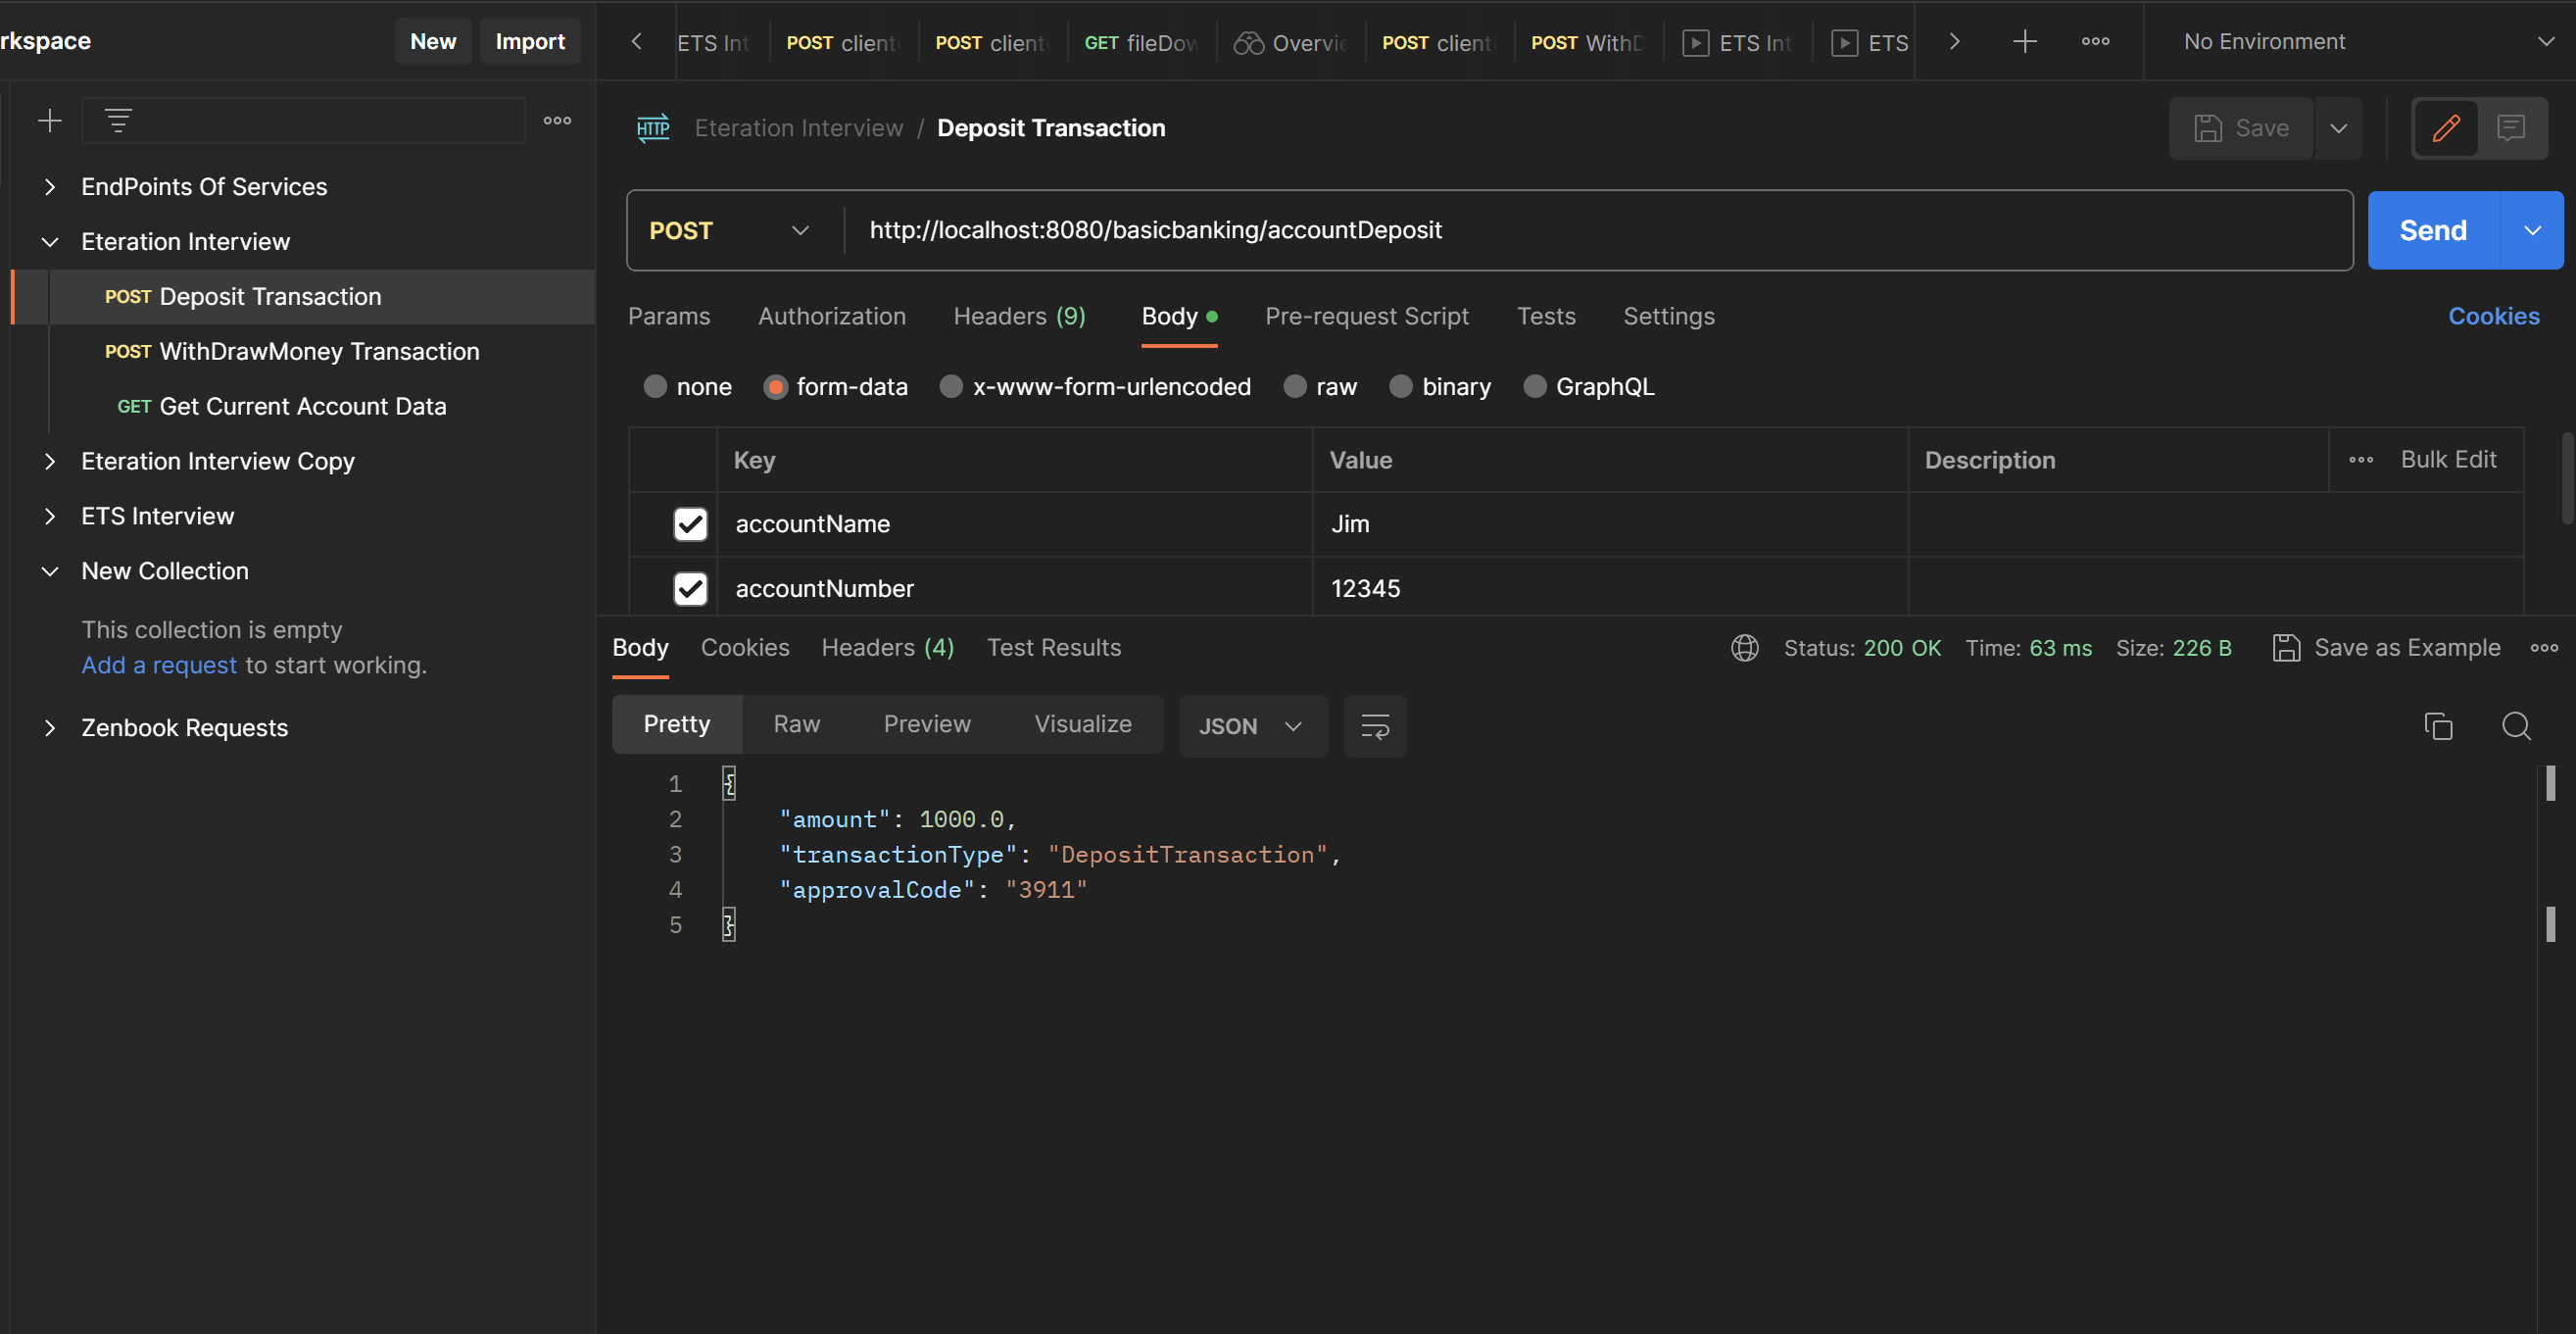 rkspace
New
Import
ETS Int
POST client
POST client
GET fileDow
Overvie
POST client
POST WithD
ETS Int
ETS
No Environment
EndPoints Of Services
Eteration Interview
POST Deposit Transaction
POST WithDrawMoney Transaction
GET Get Current Account Data
Eteration Interview Copy
ETS Interview
New Collection
This collection is empty
Add a request to start working.
Zenbook Requests
HTTP
Eteration Interview / Deposit Transaction
Save
POST
http://localhost:8080/basicbanking/accountDeposit
Send
Params
Authorization
Headers (9)
Body
Pre-request Script
Tests
Settings
Cookies
none
form-data
x-www-form-urlencoded
raw
binary
GraphQL
Key
Value
Description
Bulk Edit
accountName
Jim
accountNumber
12345
Body
Cookies
Headers (4)
Test Results
Status: 200 OK
Time: 63 ms
Size: 226 B
Save as Example
Pretty
Raw
Preview
Visualize
JSON
1 {
2 "amount": 1000.0,
3 "transactionType": "DepositTransaction",
4 "approvalCode": "3911"
5 }